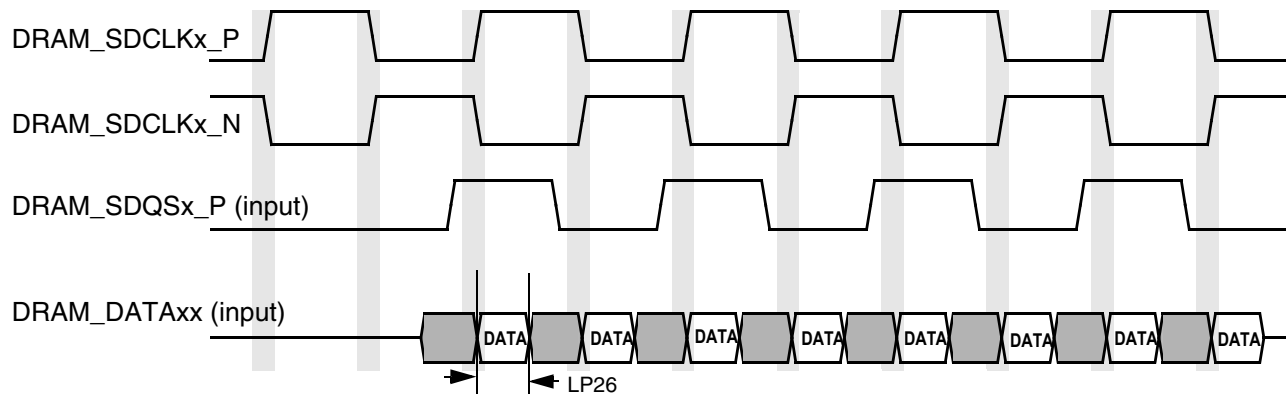 DRAM_SDCLKx_P
DRAM_SDCLKx_N
DRAM_SDQSx_P (input)
DRAM_DATAxx (input)
DATA DATA DATA DATA DATA DATA DATA DATA
LP26